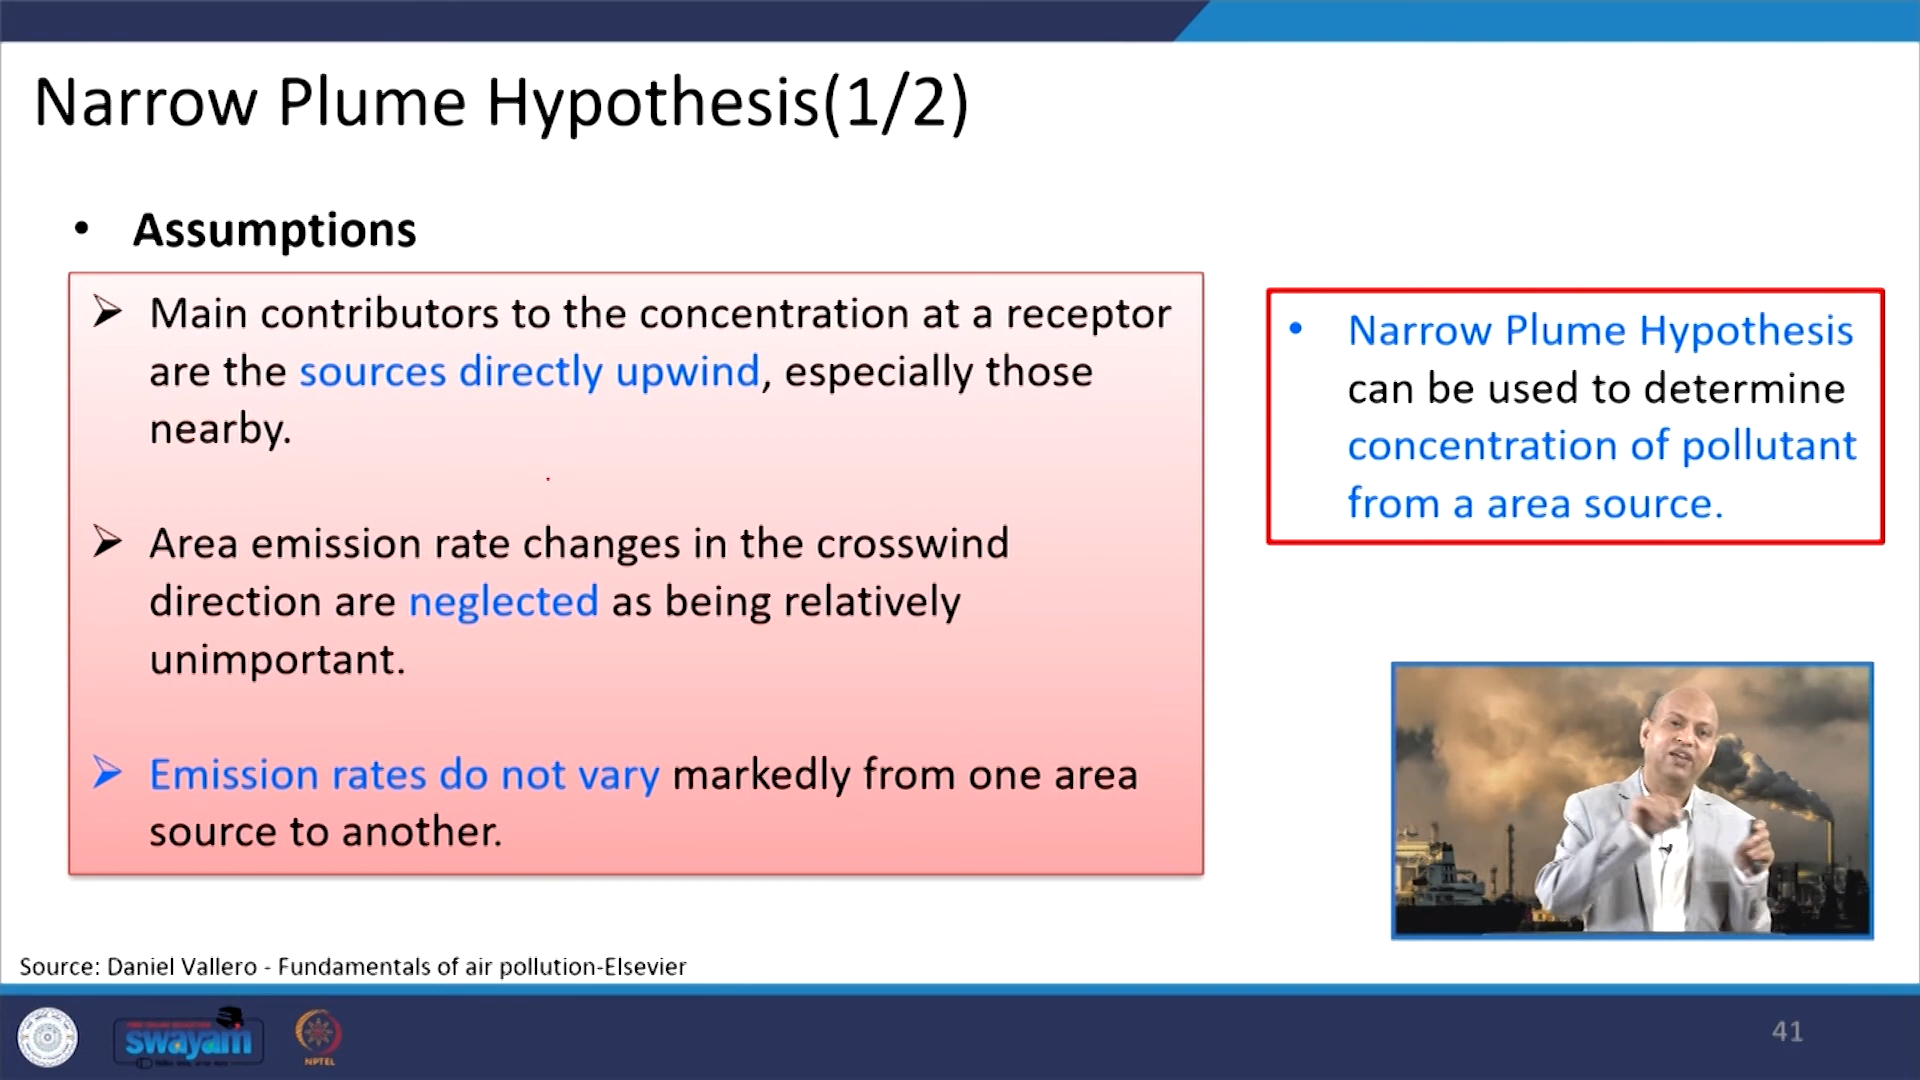 Narrow Plume Hypothesis(1/2)
• Assumptions
➢ Main contributors to the concentration at a receptor
are the sources directly upwind, especially those
nearby.
➢ Area emission rate changes in the crosswind
direction are neglected as being relatively
unimportant.
➢ Emission rates do not vary markedly from one area
source to another.
• Narrow Plume Hypothesis
can be used to determine
concentration of pollutant
from a area source.
Source: Daniel Vallero - Fundamentals of air pollution-Elsevier
swayam
NPTEL
41